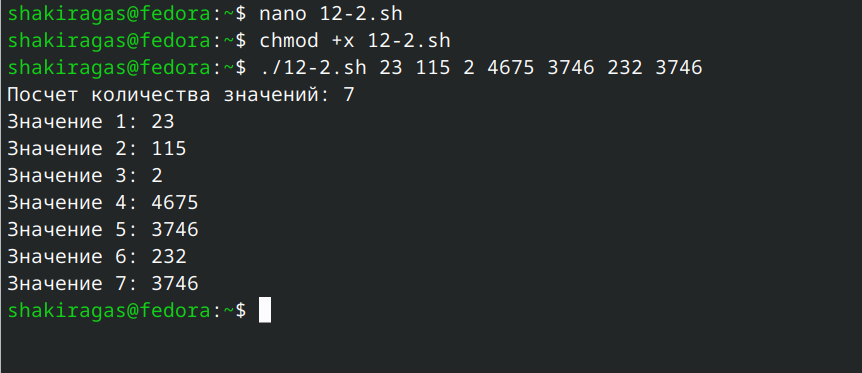 shakiragas@fedora:~$ nano 12-2.sh
shakiragas@fedora:~$ chmod +x 12-2.sh
shakiragas@fedora:~$ ./12-2.sh 23 115 2 4675 3746 232 3746
Посчет количества значений: 7
Значение 1: 23
Значение 2: 115
Значение 3: 2
Значение 4: 4675
Значение 5: 3746
Значение 6: 232
Значение 7: 3746
shakiragas@fedora:~$